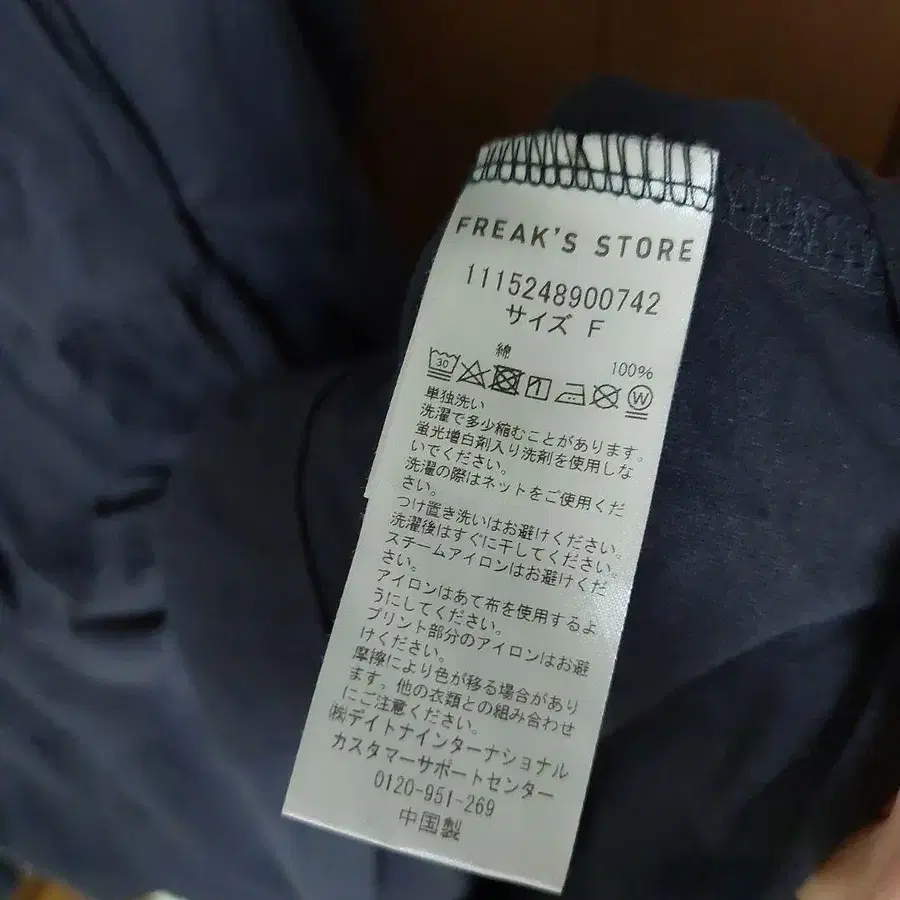 FREAK'S STORE
1115248900742
サイズ F
綿 100%
30 W
単独洗い
洗濯で多少縮むことがあります。
蛍光増白剤入り洗剤を使用しな
いでください。
洗濯の際はネットをご使用くだ
さい。
つけ置き洗いはお避けください。
洗濯後はすぐに干してください。
スチームアイロンはお避けくだ
さい。
アイロンはあて布を使用するよ
うにしてください。
プリント部分のアイロンはお避
けください。
摩擦により色が移る場合があり
ます。他の衣類との組み合わせ
にご注意ください。
㈱デイトナインターナショナル
カスタマーサポートセンター
0120-951-269
中国製